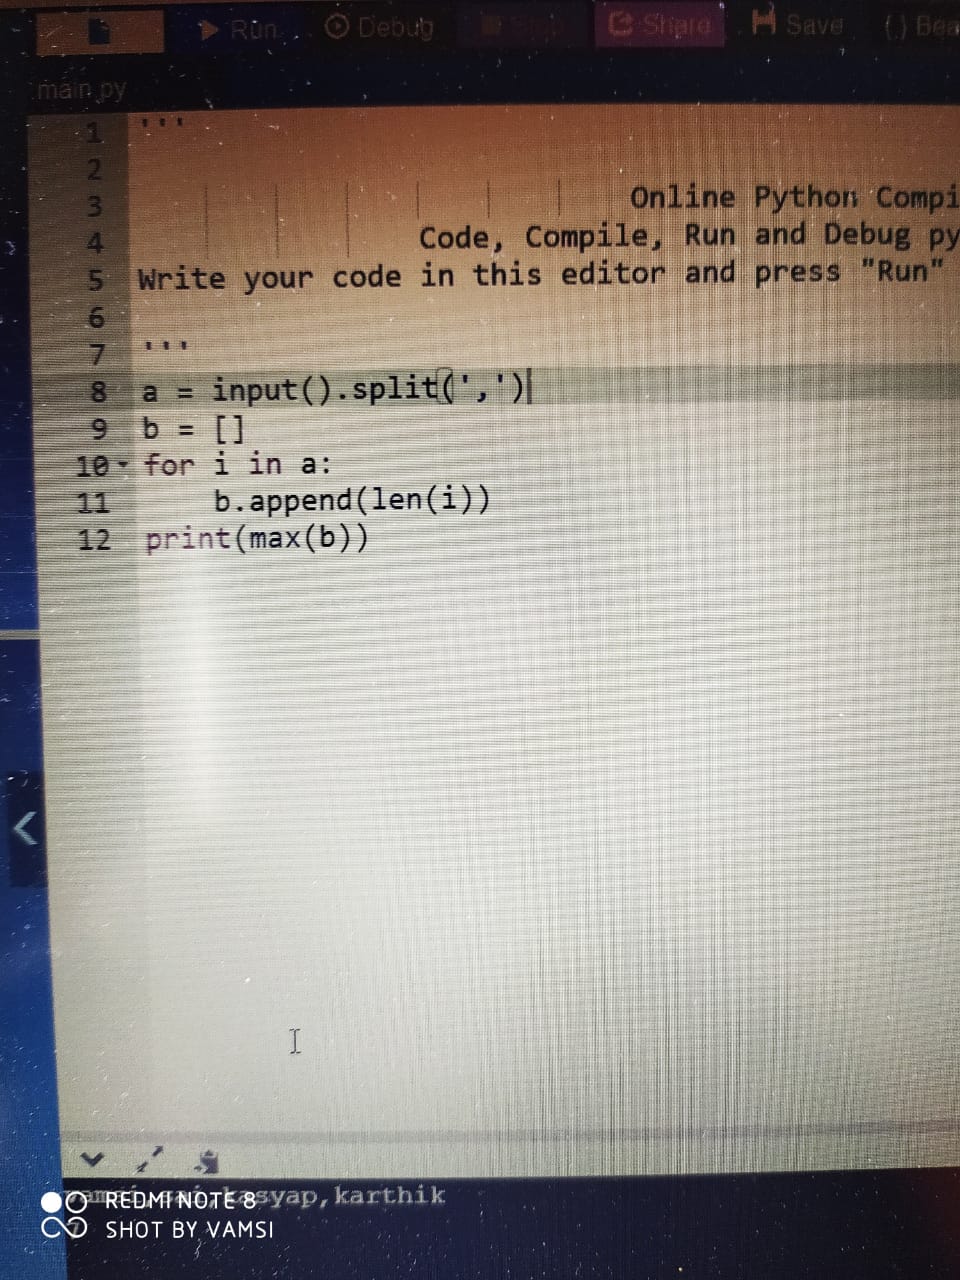 Run Debug Share Save {} Bea
main.py
1 '''
2
3 Online Python Compi
4 Code, Compile, Run and Debug py
5 Write your code in this editor and press "Run"
6
7 '''
8 a = input().split(',')
9 b = []
10 for i in a:
11 b.append(len(i))
12 print(max(b))
kasyap,karthik
REDMI NOTE 8
SHOT BY VAMSI